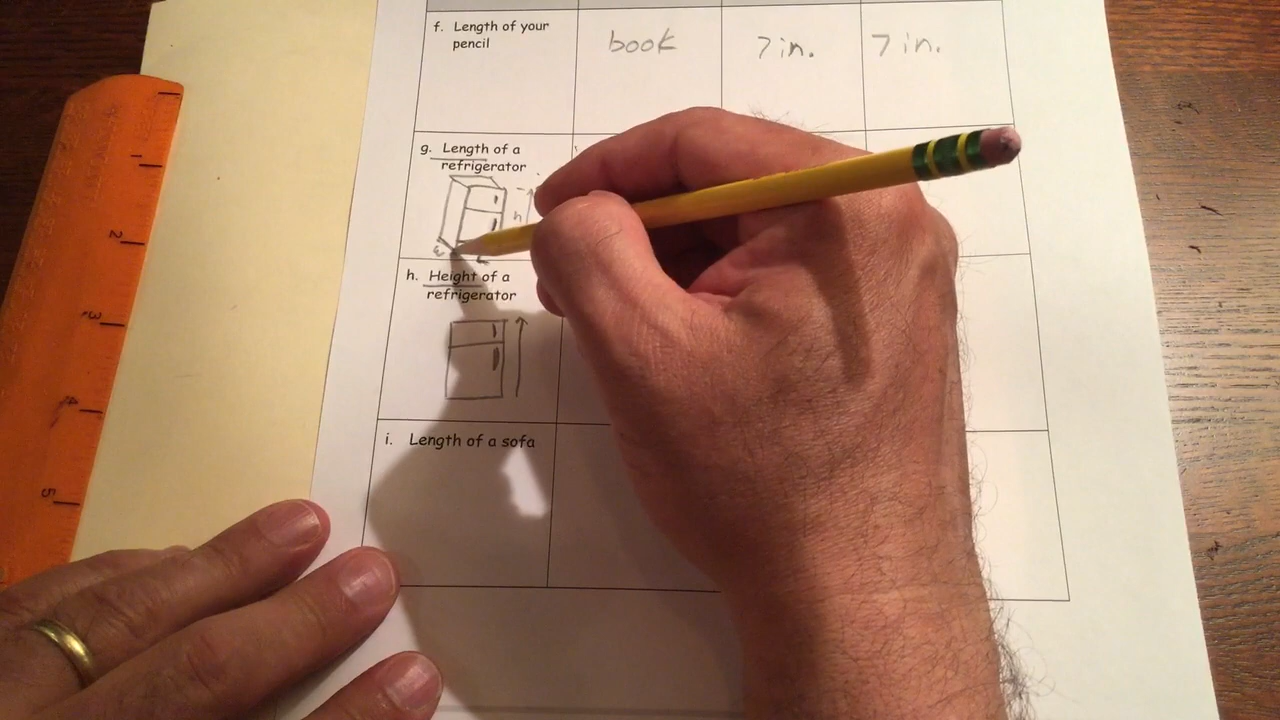 f. Length of your
pencil
book
7 in.
7 in.
g. Length of a
refrigerator
h
w
h. Height of a
refrigerator
i. Length of a sofa
1
2
3
4
5